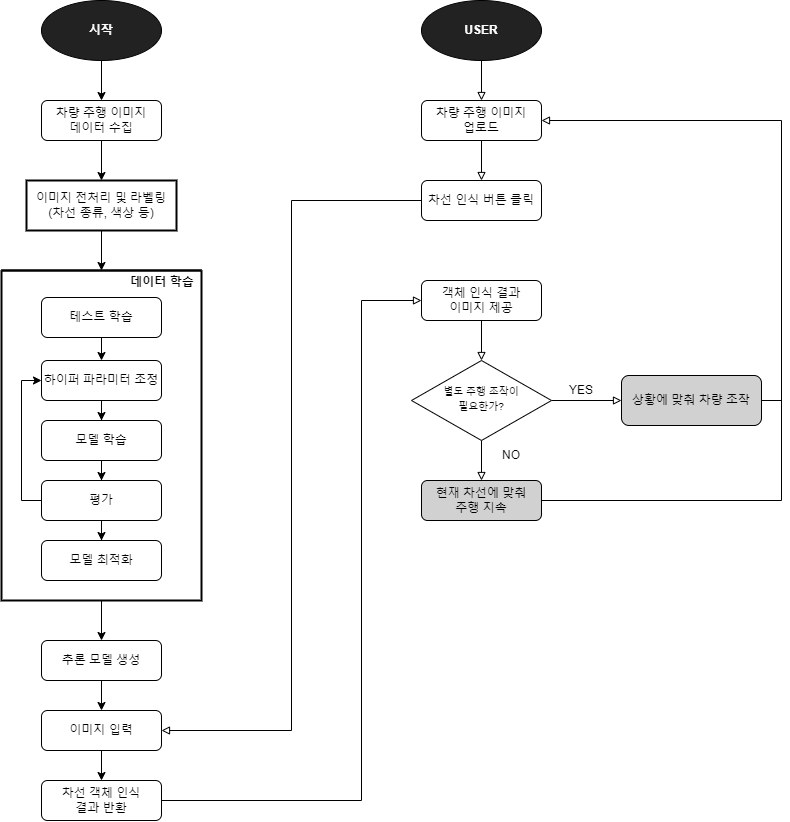 시작
차량 주행 이미지
데이터 수집
이미지 전처리 및 라벨링
(차선 종류, 색상 등)
데이터 학습
테스트 학습
하이퍼 파라미터 조정
모델 학습
평가
모델 최적화
추론 모델 생성
이미지 입력
차선 객체 인식
결과 반환
USER
차량 주행 이미지
업로드
차선 인식 버튼 클릭
객체 인식 결과
이미지 제공
별도 주행 조작이
필요한가?
YES
상황에 맞춰 차량 조작
NO
현재 차선에 맞춰
주행 지속